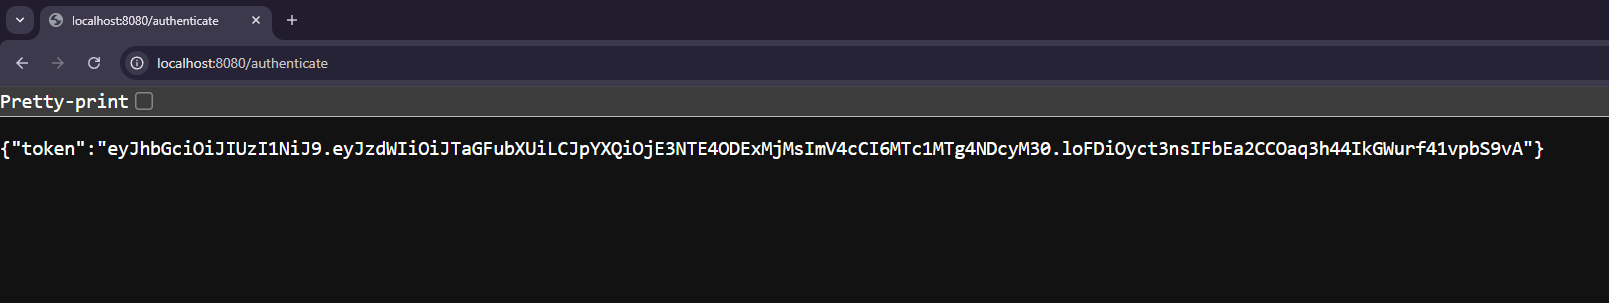 localhost:8080/authenticate
localhost:8080/authenticate
Pretty-print
{"token":"eyJhbGciOiJIUzI1NiJ9.eyJzdWIiOiJTaGFubXUiLCJpYXQiOjE3NTE4ODExMjMsImV4cCI6MTc1MTg4NDcyM30.loFDiOyct3nsIFbEa2CCOaq3h44IkGWurf41vpbS9vA"}